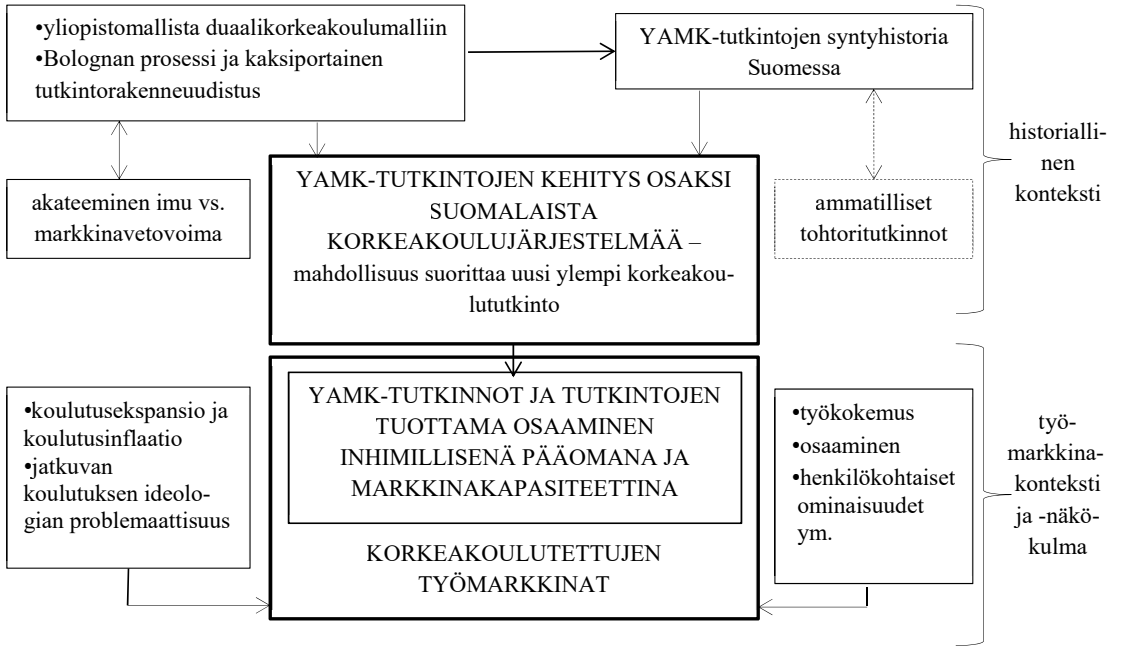 •yliopistomallista duaalikorkeakoulumalliin
•Bolognan prosessi ja kaksiportainen
tutkintorakenneuudistus
YAMK-tutkintojen syntyhistoria
Suomessa
historialli-
nen
konteksti
akateeminen imu vs.
markkinavetovoima
YAMK-TUTKINTOJEN KEHITYS OSAKSI
SUOMALAISTA
KORKEAKOULUJÄRJESTELMÄÄ –
mahdollisuus suorittaa uusi ylempi korkeakou-
lututkinto
ammatilliset
tohtoritutkinnot
•koulutusekspansio ja
koulutusinflaatio
•jatkuvan
koulutuksen ideolo-
gian problemaattisuus
YAMK-TUTKINNOT JA TUTKINTOJEN
TUOTTAMA OSAAMINEN
INHIMILLISENÄ PÄÄOMANA JA
MARKKINAKAPASITEETTINA
KORKEAKOULUTETTUJEN
TYÖMARKKINAT
•työkokemus
•osaaminen
•henkilökohtaiset
ominaisuudet
ym.
työ-
markkina-
konteksti
ja -näkö-
kulma